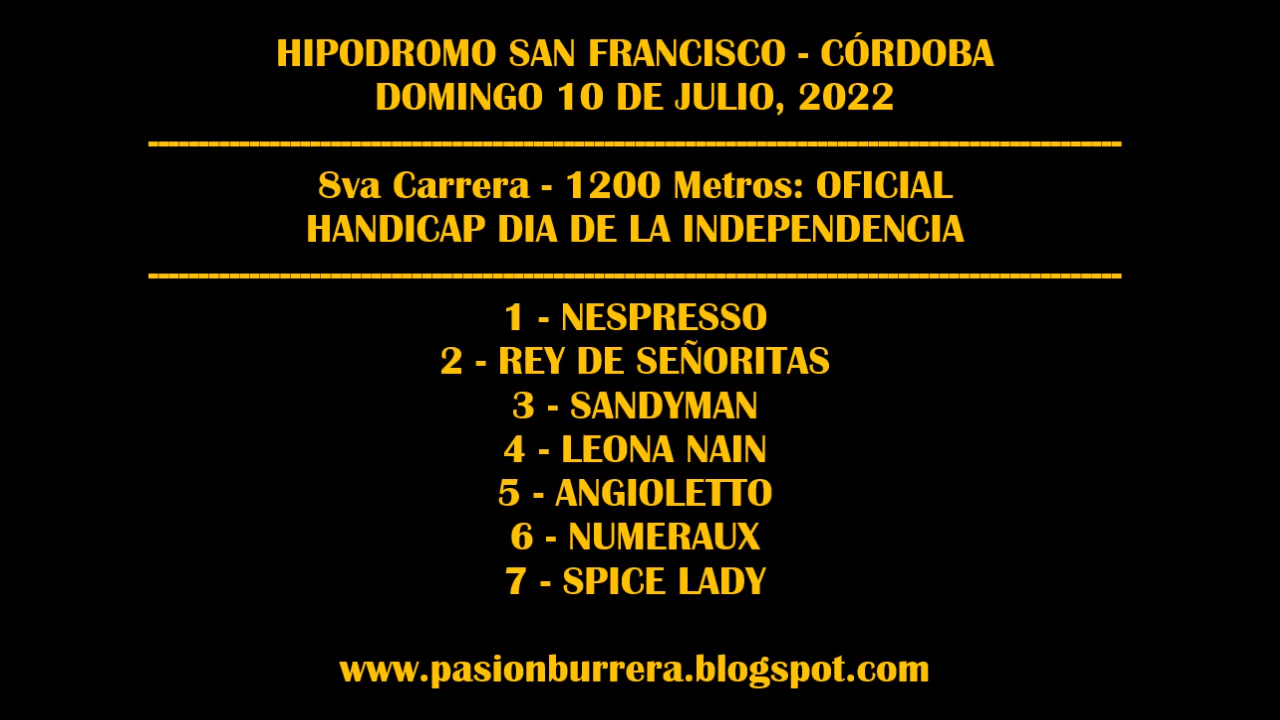 HIPODROMO SAN FRANCISCO - CÓRDOBA
DOMINGO 10 DE JULIO, 2022
8va Carrera - 1200 Metros: OFICIAL
HANDICAP DIA DE LA INDEPENDENCIA
1 - NESPRESSO
2 - REY DE SEÑORITAS
3 - SANDYMAN
4 - LEONA NAIN
5 - ANGIOLETTO
6 - NUMERAUX
7 - SPICE LADY
www.pasionburrera.blogspot.com